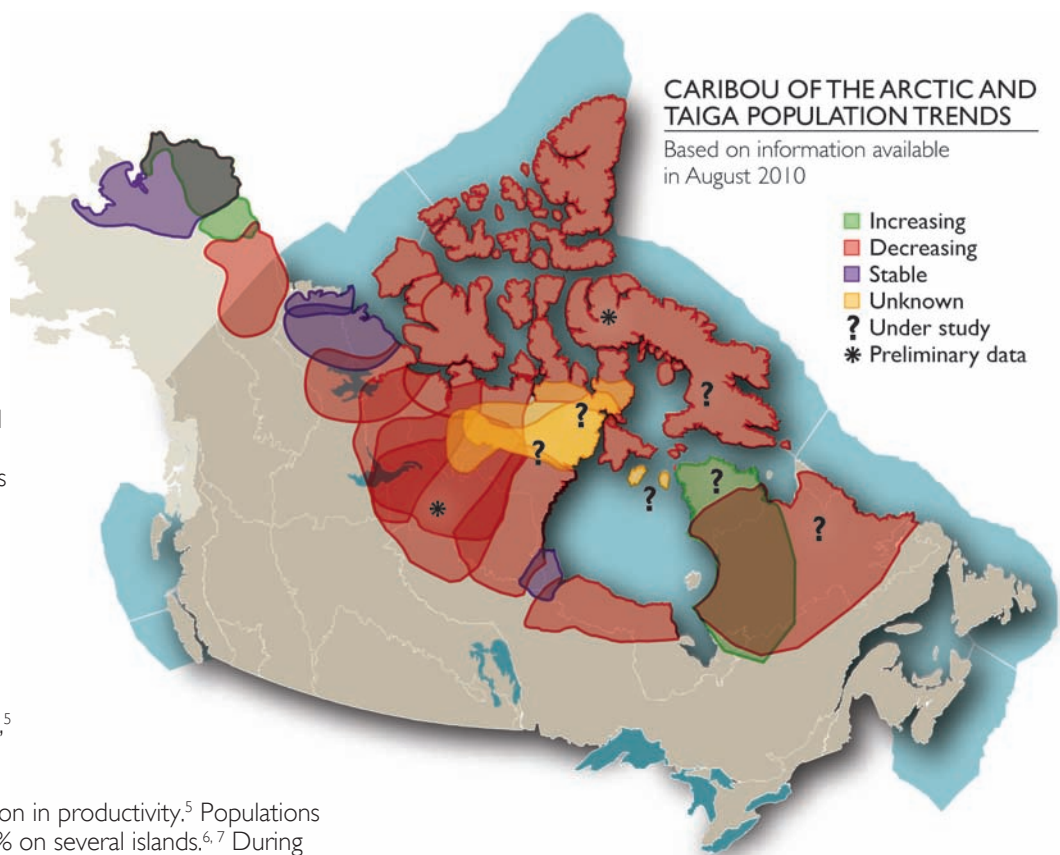 CARIBOU OF THE ARCTIC AND
TAIGA POPULATION TRENDS
Based on information available
in August 2010
Increasing
Decreasing
Stable
Unknown
? Under study
* Preliminary data
*
?
?
?
?
?
?
*
s
,5
on in productivity.5 Populations
% on several islands.6, 7 During